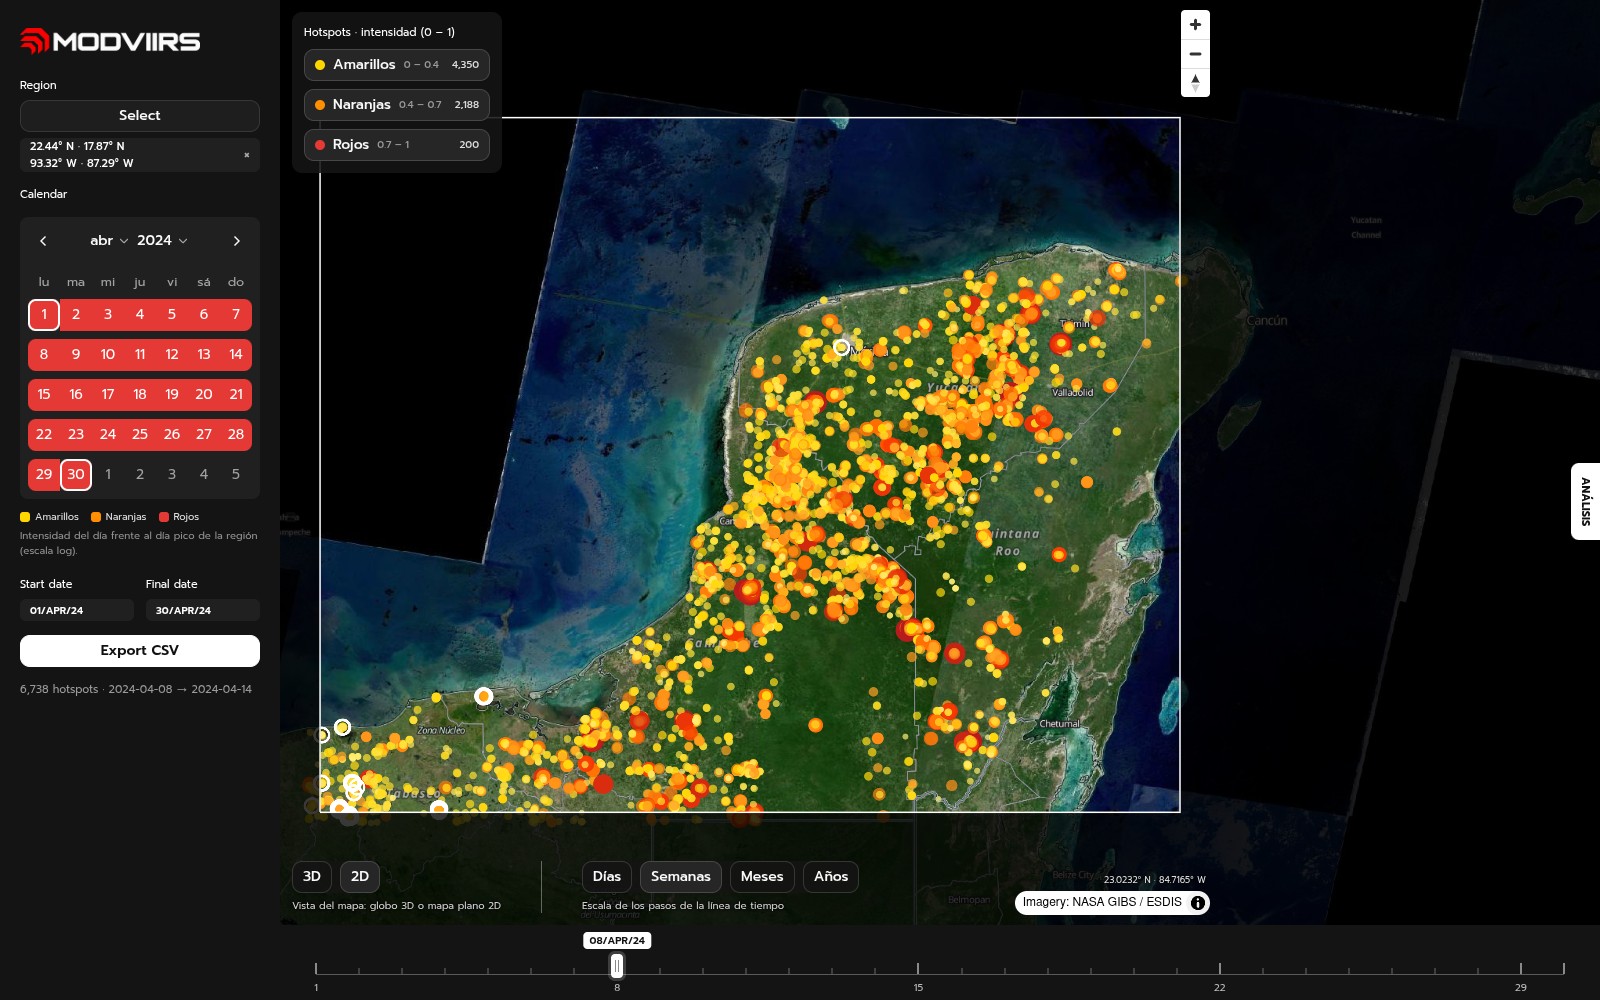 MODVIIRS
Region
Select
22.44° N · 17.87° N
93.32° W · 87.29° W
×
Calendar
abr 2024
lu ma mi ju vi sá do
1 2 3 4 5 6 7
8 9 10 11 12 13 14
15 16 17 18 19 20 21
22 23 24 25 26 27 28
29 30 1 2 3 4 5
Amarillos Naranjas Rojos
Intensidad del día frente al día pico de la región
(escala log).
Start date Final date
01/APR/24 30/APR/24
Export CSV
6,738 hotspots · 2024-04-08 → 2024-04-14
Hotspots · intensidad (0 – 1)
Amarillos 0 – 0.4 4,350
Naranjas 0.4 – 0.7 2,188
Rojos 0.7 – 1 200
Yucatan
Channel
Cancún
Valladolid
Roo
Chetumal
Zona Núcleo
Belize City
Belmopan
ANÁLISIS
3D 2D
Vista del mapa: globo 3D o mapa plano 2D
Días Semanas Meses Años
Escala de los pasos de la línea de tiempo
23.0232° N · 84.7165° W
Imagery: NASA GIBS / ESDIS
08/APR/24
1 8 15 22 29